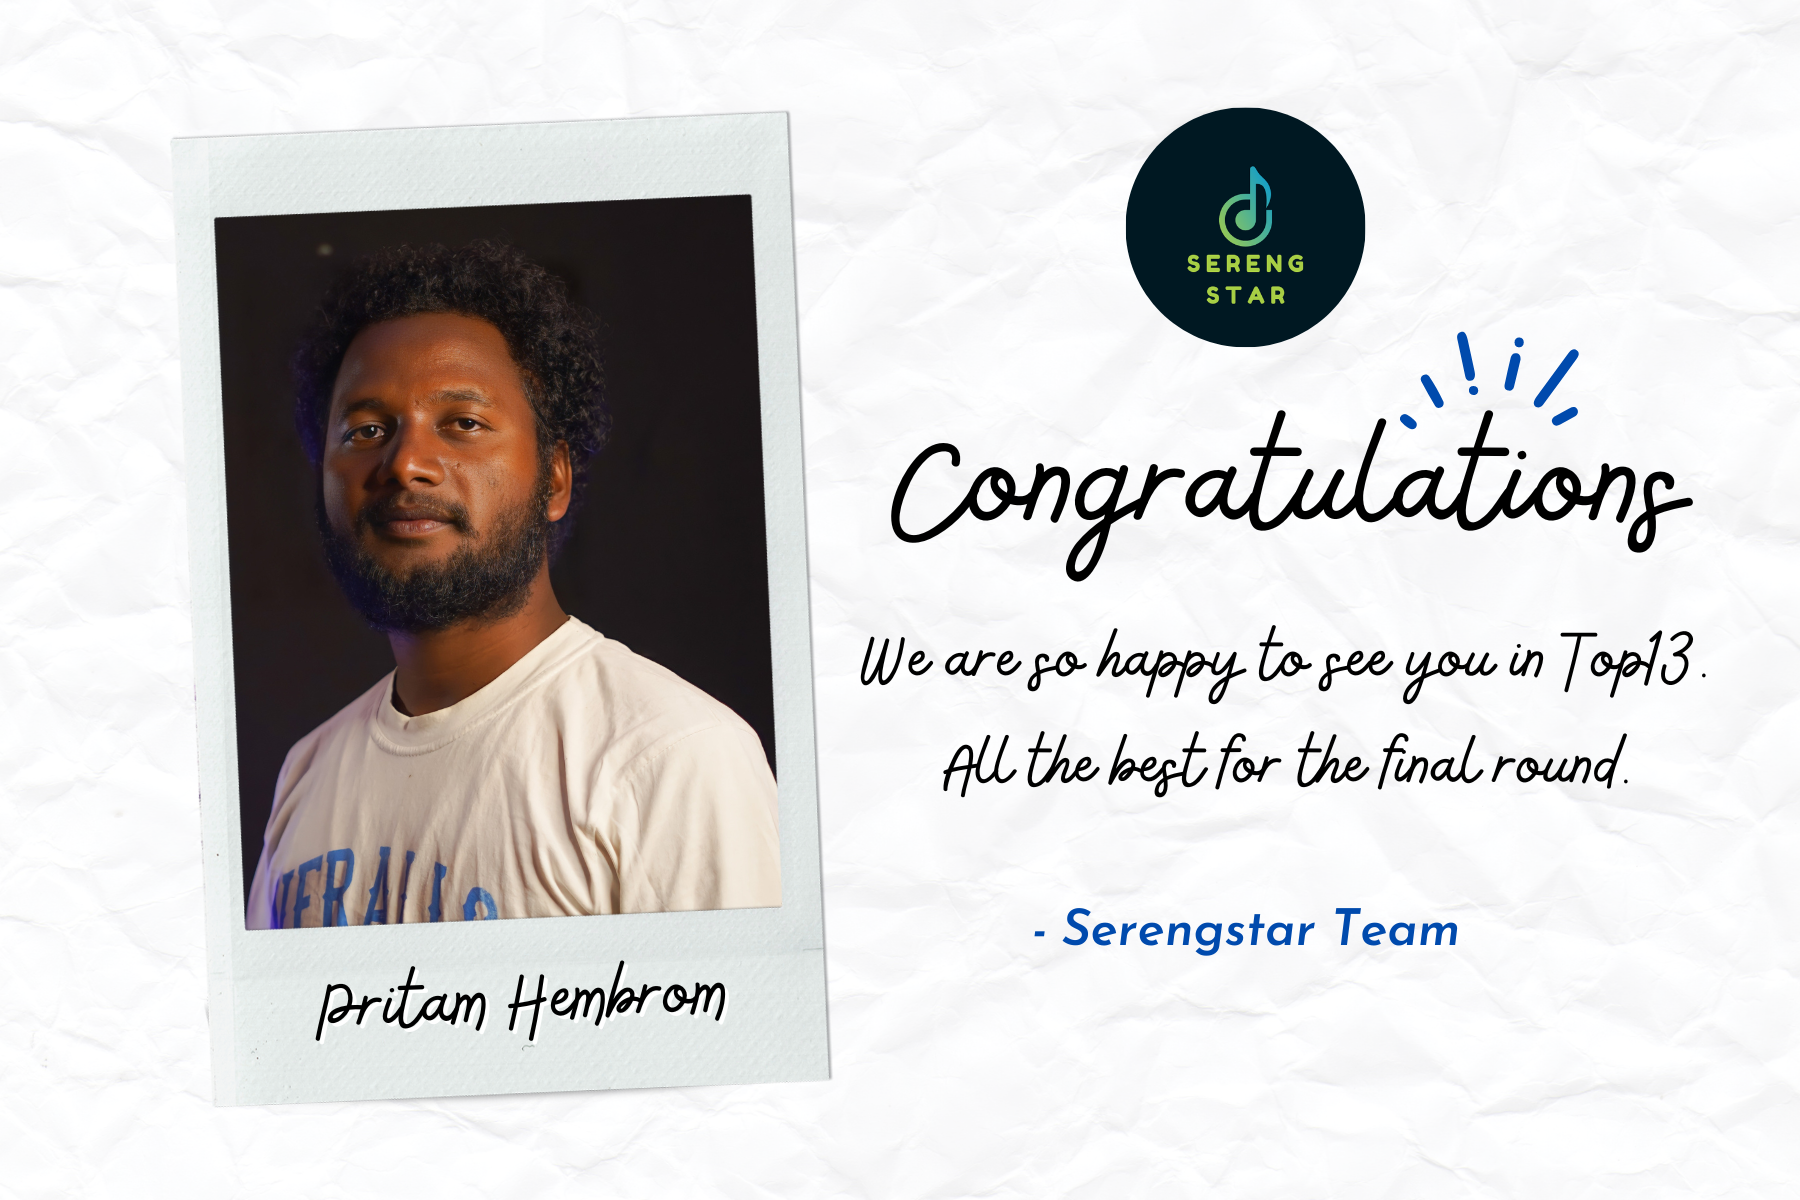 SERENG
STAR
Congratulations
We are so happy to see you in Top13.
All the best for the final round.
- Serengstar Team
Pritam Hembrom